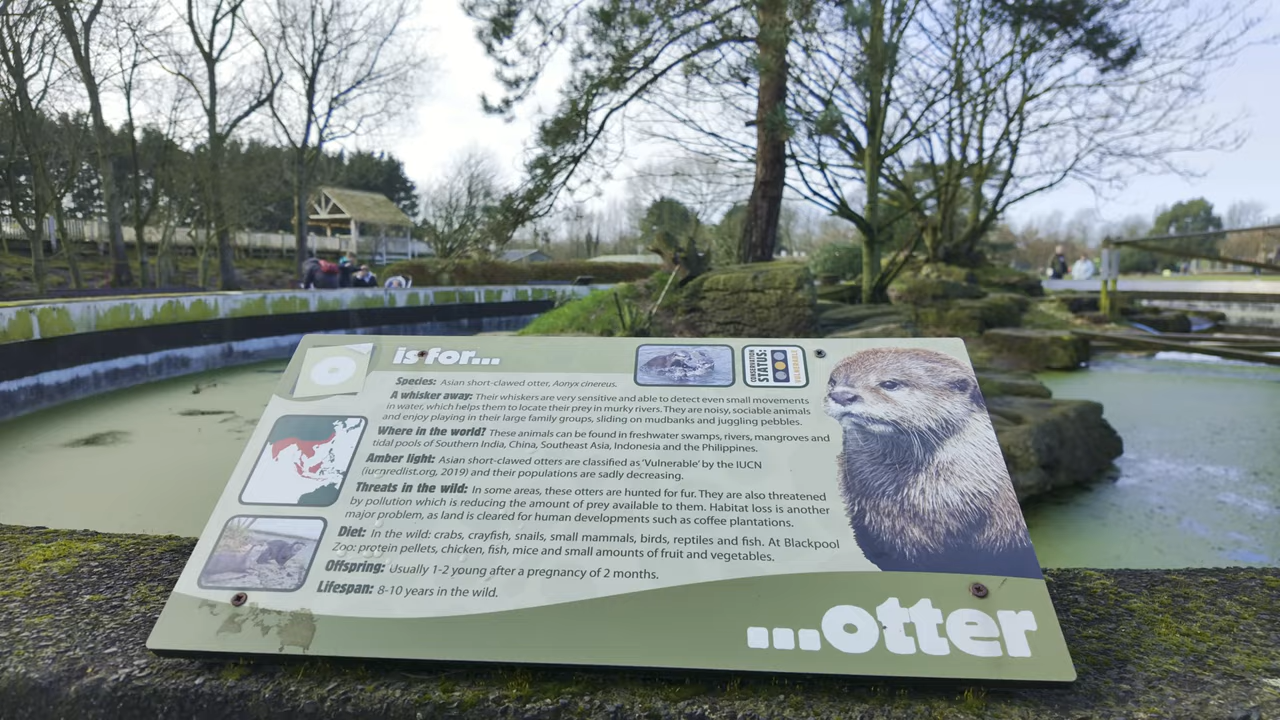 O
is for...
CONSERVATION
STATUS:
VULNERABLE
Species: Asian short-clawed otter, Aonyx cinereus.
A whisker away: Their whiskers are very sensitive and able to detect even small movements
in water, which helps them to locate their prey in murky rivers. They are noisy, sociable animals
and enjoy playing in their large family groups, sliding on mudbanks and juggling pebbles.
Where in the world? These animals can be found in freshwater swamps, rivers, mangroves and
tidal pools of Southern India, China, Southeast Asia, Indonesia and the Philippines.
Amber light: Asian short-clawed otters are classified as 'Vulnerable' by the IUCN
(iucnredlist.org, 2019) and their populations are sadly decreasing.
Threats in the wild: In some areas, these otters are hunted for fur. They are also threatened
by pollution which is reducing the amount of prey available to them. Habitat loss is another
major problem, as land is cleared for human developments such as coffee plantations.
Diet: In the wild: crabs, crayfish, snails, small mammals, birds, reptiles and fish. At Blackpool
Zoo: protein pellets, chicken, fish, mice and small amounts of fruit and vegetables.
Offspring: Usually 1-2 young after a pregnancy of 2 months.
Lifespan: 8-10 years in the wild.
...otter